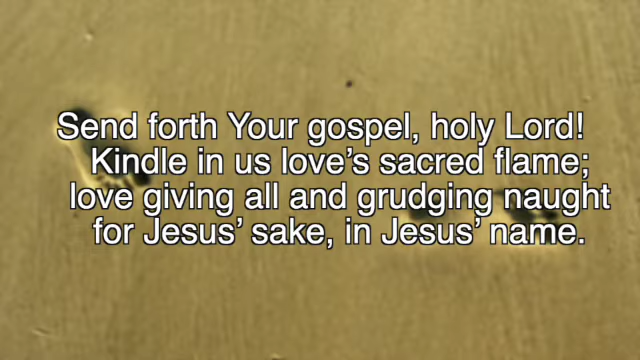 Send forth Your gospel, holy Lord!
Kindle in us love’s sacred flame;
love giving all and grudging naught
for Jesus’ sake, in Jesus’ name.